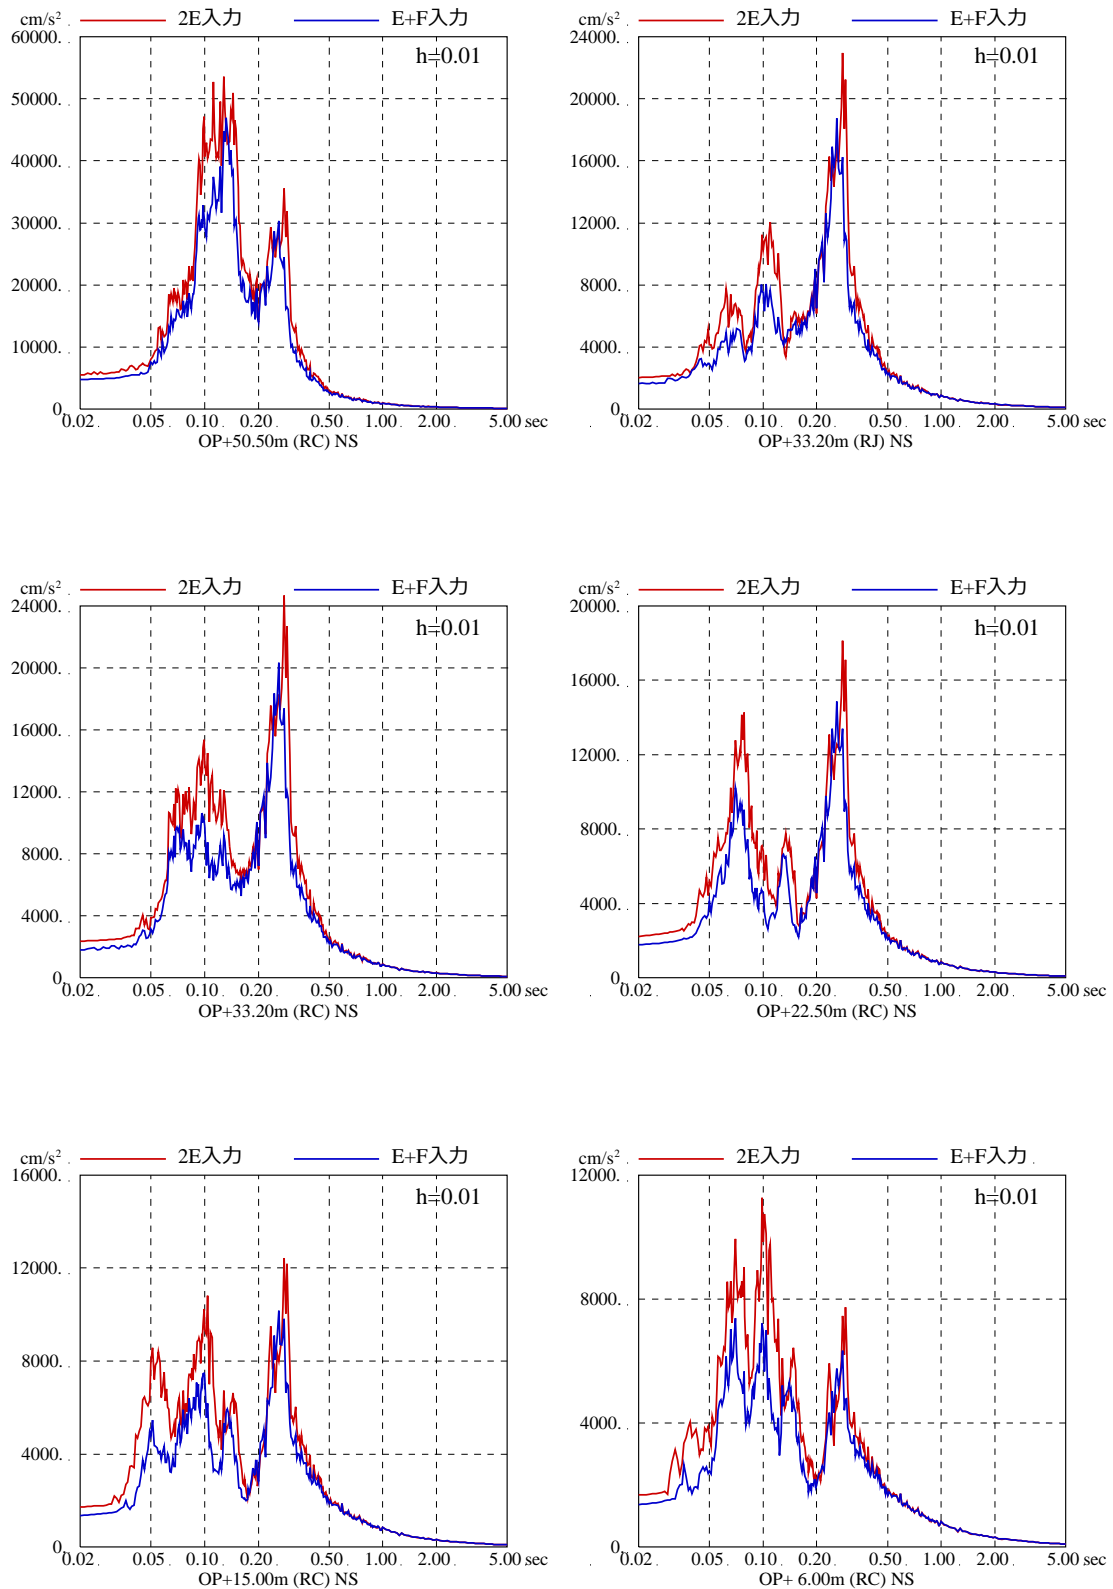 cm/s² 2E入力 E+F入力
60000.
h=0.01
50000.
40000.
30000.
20000.
10000.
0.
0.02 0.05 0.10 0.20 0.50 1.00 2.00 5.00 sec
OP+50.50m (RC) NS
cm/s² 2E入力 E+F入力
24000.
h=0.01
20000.
16000.
12000.
8000.
4000.
0.
0.02 0.05 0.10 0.20 0.50 1.00 2.00 5.00 sec
OP+33.20m (RJ) NS
cm/s² 2E入力 E+F入力
24000.
h=0.01
20000.
16000.
12000.
8000.
4000.
0.
0.02 0.05 0.10 0.20 0.50 1.00 2.00 5.00 sec
OP+33.20m (RC) NS
cm/s² 2E入力 E+F入力
20000.
h=0.01
16000.
12000.
8000.
4000.
0.
0.02 0.05 0.10 0.20 0.50 1.00 2.00 5.00 sec
OP+22.50m (RC) NS
cm/s² 2E入力 E+F入力
16000.
h=0.01
12000.
8000.
4000.
0.
0.02 0.05 0.10 0.20 0.50 1.00 2.00 5.00 sec
OP+15.00m (RC) NS
cm/s² 2E入力 E+F入力
12000.
h=0.01
8000.
4000.
0.
0.02 0.05 0.10 0.20 0.50 1.00 2.00 5.00 sec
OP+ 6.00m (RC) NS